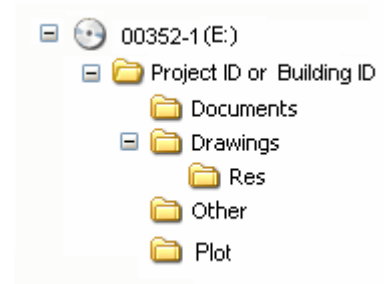 00352-1 (E:)
Project ID or Building ID
Documents
Drawings
Res
Other
Plot